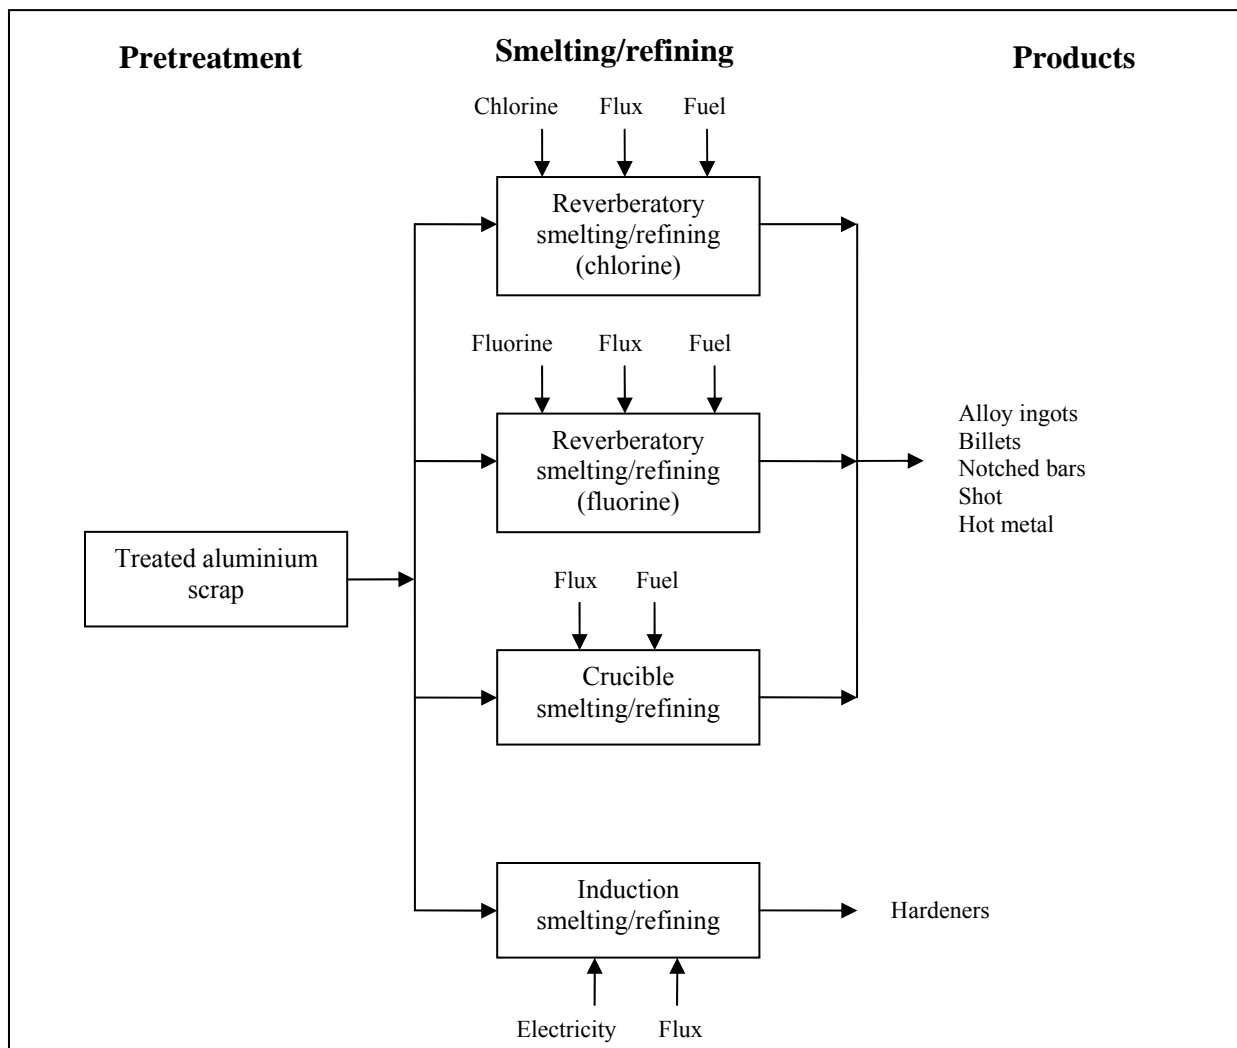 Pretreatment
Smelting/refining
Products
Chlorine
Flux
Fuel
Reverberatory
smelting/refining
(chlorine)
Fluorine
Flux
Fuel
Reverberatory
smelting/refining
(fluorine)
Alloy ingots
Billets
Notched bars
Shot
Hot metal
Treated aluminium
scrap
Flux
Fuel
Crucible
smelting/refining
Induction
smelting/refining
Hardeners
Electricity
Flux